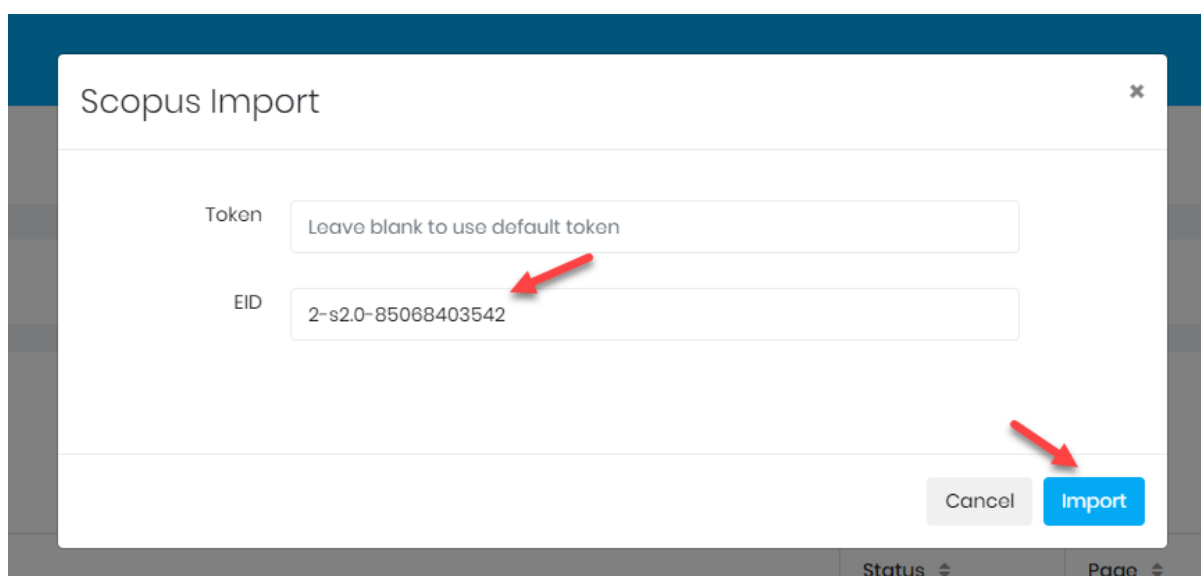 Scopus Import
×
Token
Leave blank to use default token
EID
2-s2.0-85068403542
Cancel
Import
Status
Page